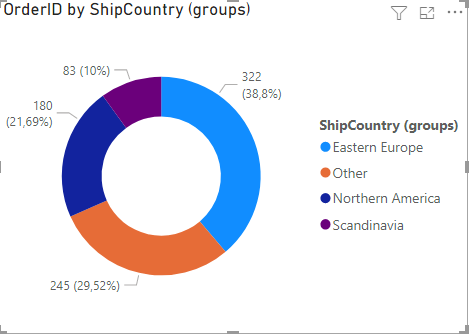 OrderID by ShipCountry (groups)
83 (10%)
322
(38,8%)
180
(21,69%)
245 (29,52%)
ShipCountry (groups)
Eastern Europe
Other
Northern America
Scandinavia